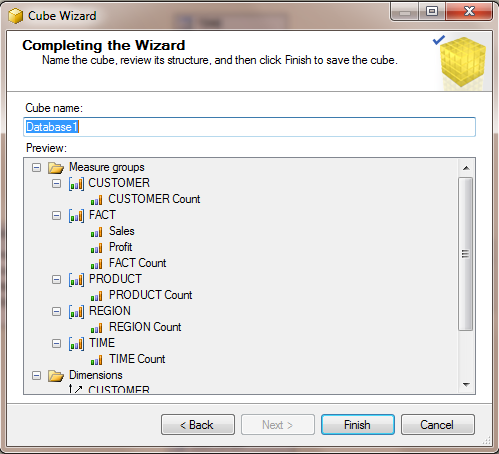 Cube Wizard
Completing the Wizard
Name the cube, review its structure, and then click Finish to save the cube.
Cube name:
Database1
Preview:
Measure groups
CUSTOMER
CUSTOMER Count
FACT
Sales
Profit
FACT Count
PRODUCT
PRODUCT Count
REGION
REGION Count
TIME
TIME Count
Dimensions
CUSTOMER
< Back
Next >
Finish
Cancel